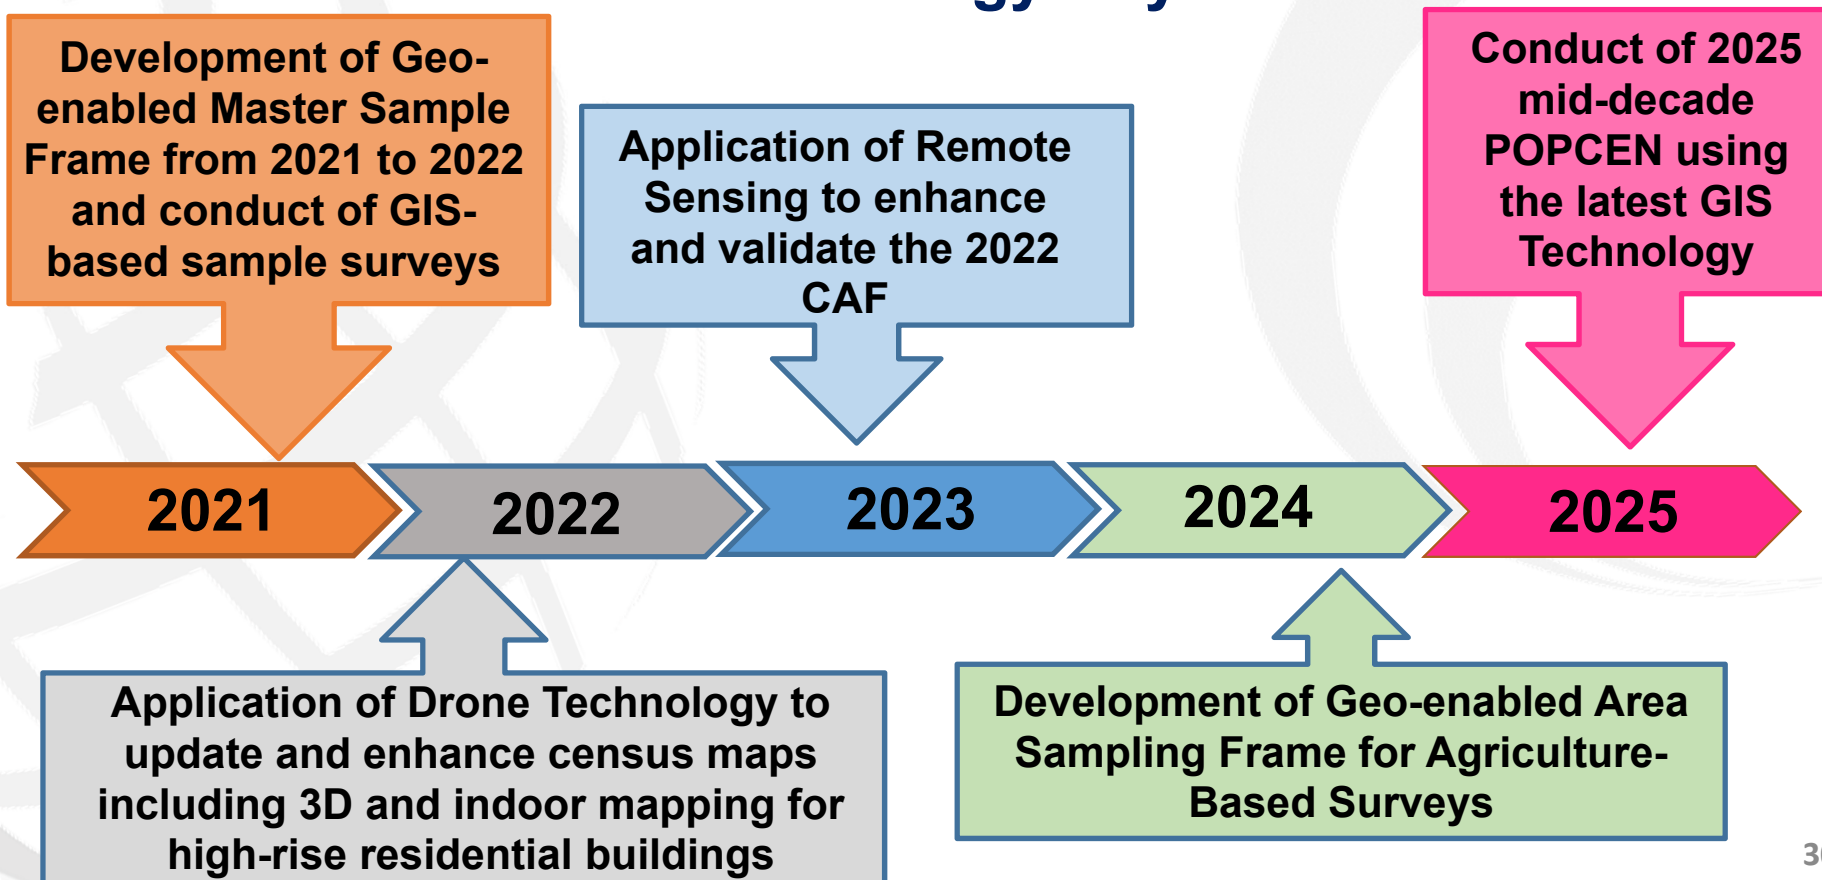 Development of Geo-
enabled Master Sample
Frame from 2021 to 2022
and conduct of GIS-
based sample surveys
Application of Remote
Sensing to enhance
and validate the 2022
CAF
Conduct of 2025
mid-decade
POPCEN using
the latest GIS
Technology
2021
2022
2023
2024
2025
Application of Drone Technology to
update and enhance census maps
including 3D and indoor mapping for
high-rise residential buildings
Development of Geo-enabled Area
Sampling Frame for Agriculture-
Based Surveys